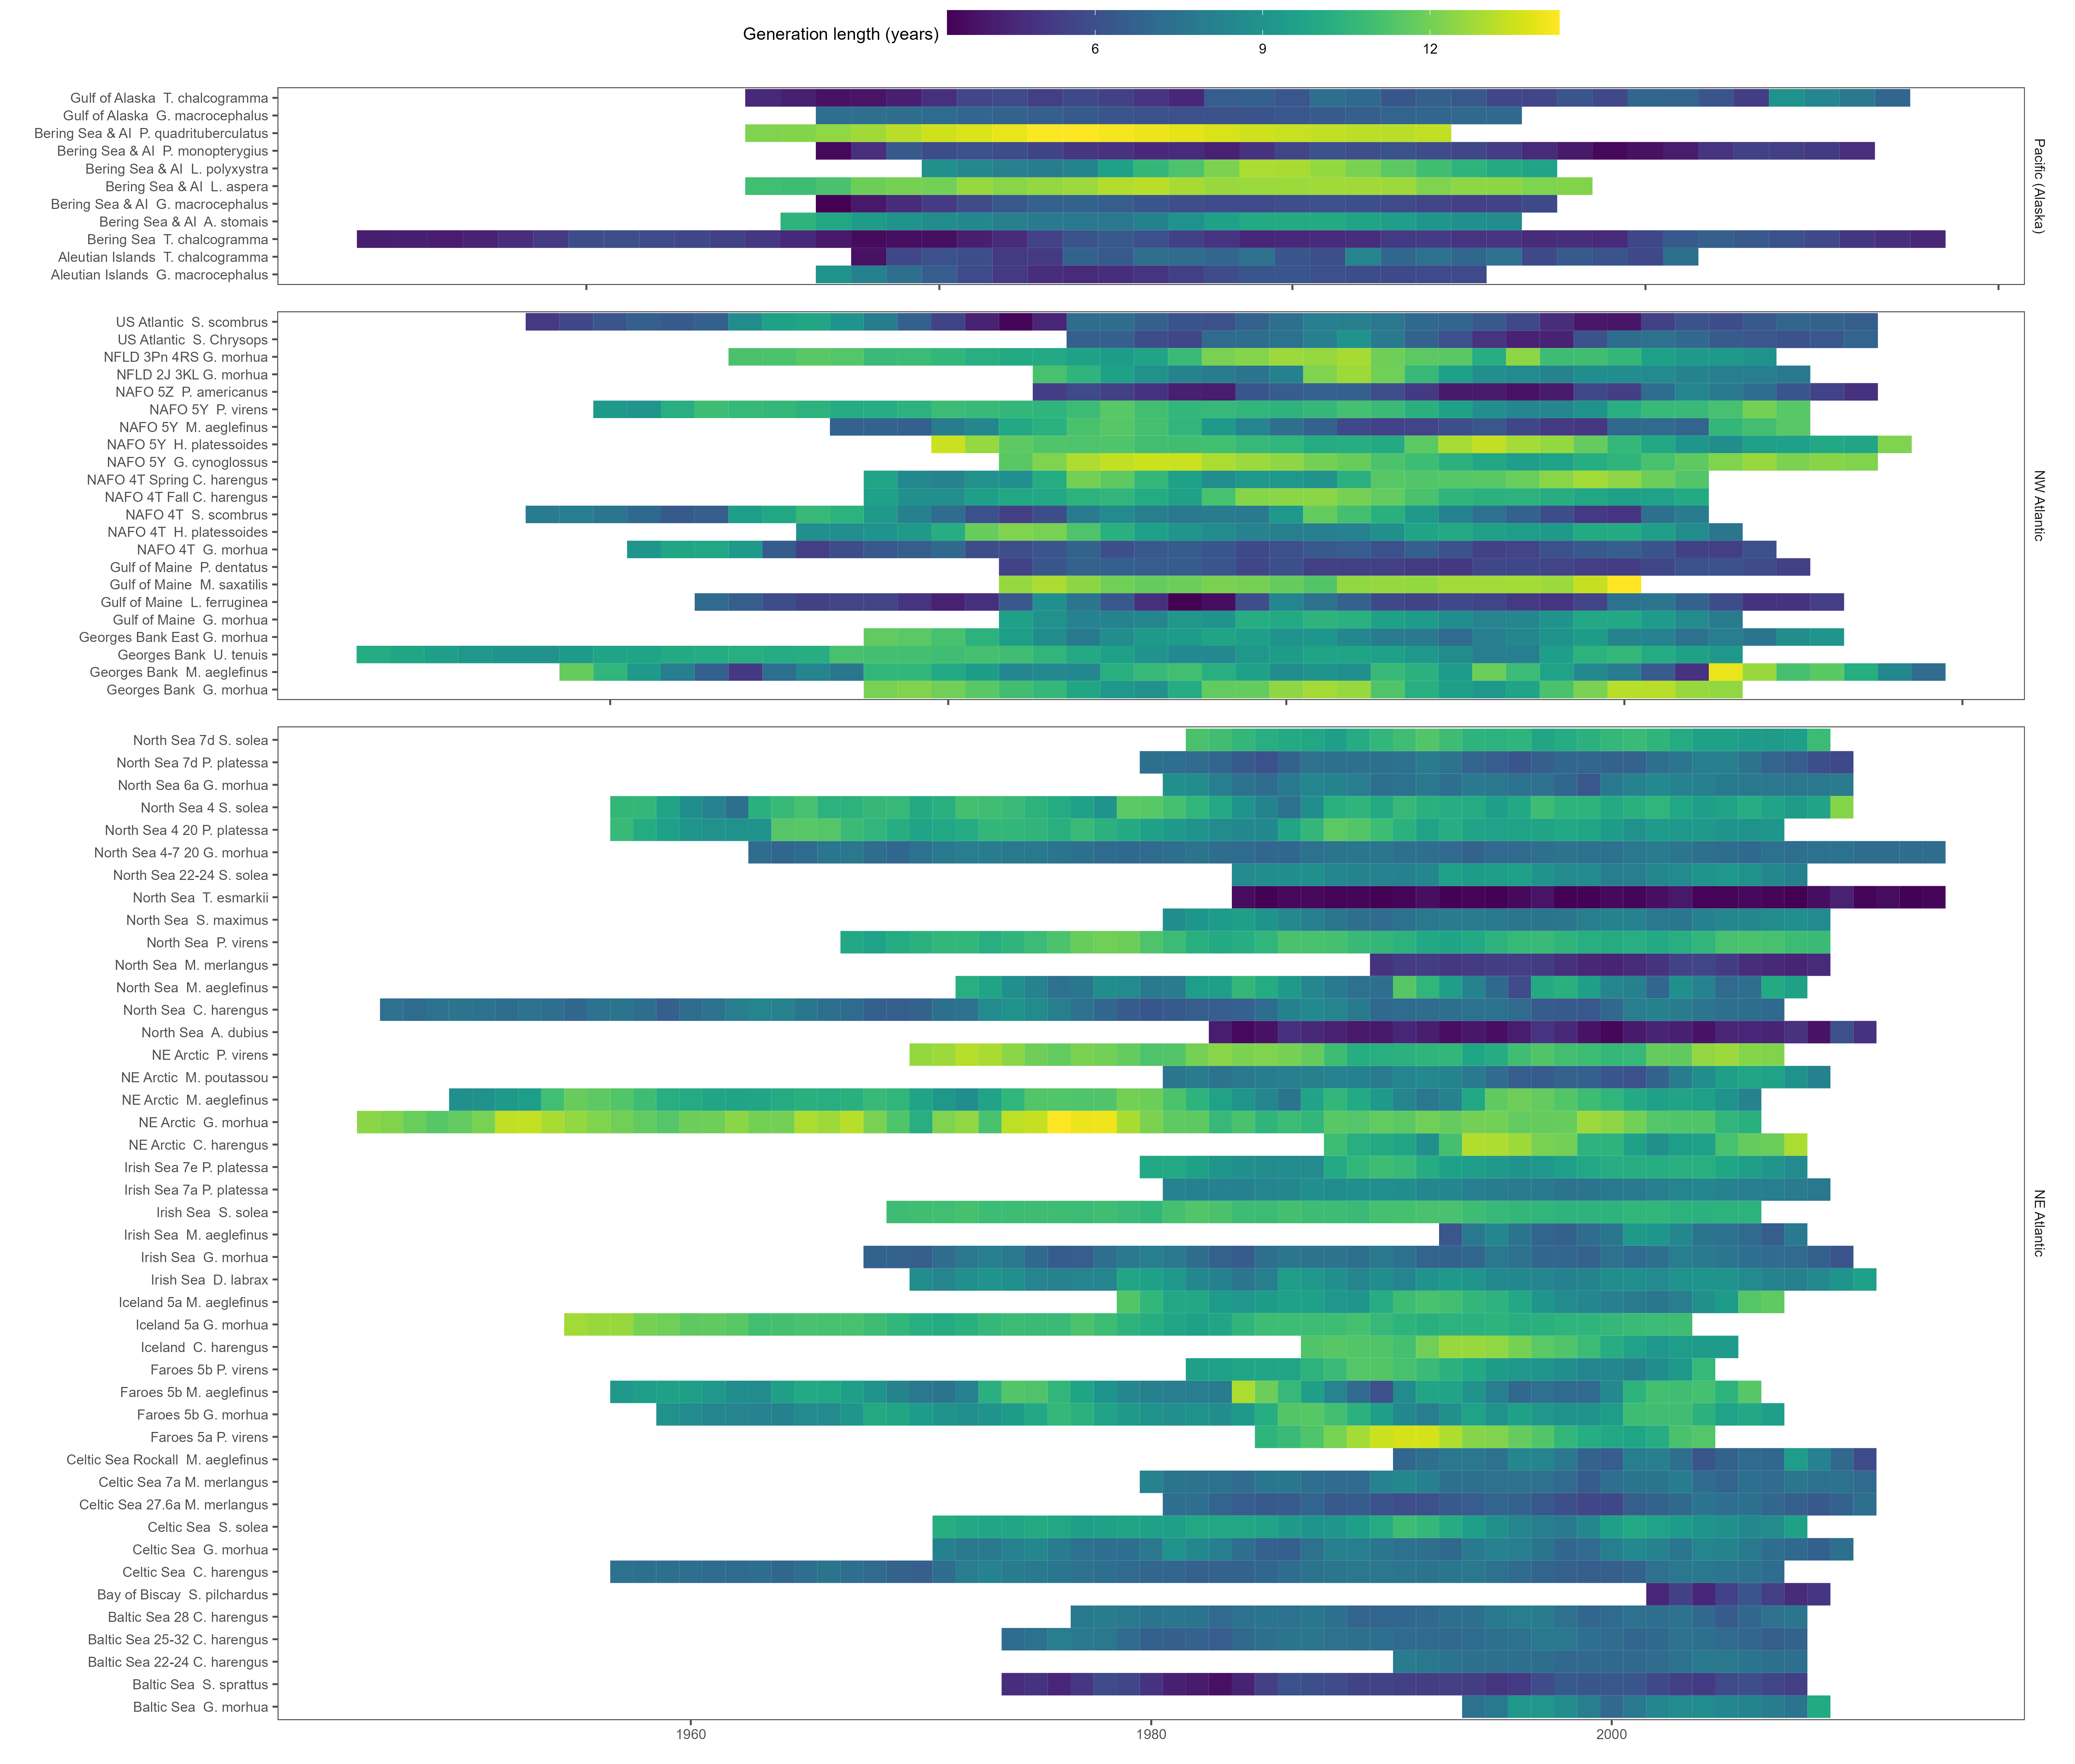 Generation length (years)
6 9 12
Gulf of Alaska T. chalcogramma
Gulf of Alaska G. macrocephalus
Bering Sea & AI P. quadrituberculatus
Bering Sea & AI P. monopterygius
Bering Sea & AI L. polyxystra
Bering Sea & AI L. aspera
Bering Sea & AI G. macrocephalus
Bering Sea & AI A. stomais
Bering Sea T. chalcogramma
Aleutian Islands T. chalcogramma
Aleutian Islands G. macrocephalus
Pacific (Alaska)
US Atlantic S. scombrus
US Atlantic S. Chrysops
NFLD 3Pn 4RS G. morhua
NFLD 2J 3KL G. morhua
NAFO 5Z P. americanus
NAFO 5Y P. virens
NAFO 5Y M. aeglefinus
NAFO 5Y H. platessoides
NAFO 5Y G. cynoglossus
NAFO 4T Spring C. harengus
NAFO 4T Fall C. harengus
NAFO 4T S. scombrus
NAFO 4T H. platessoides
NAFO 4T G. morhua
Gulf of Maine P. dentatus
Gulf of Maine M. saxatilis
Gulf of Maine L. ferruginea
Gulf of Maine G. morhua
Georges Bank East G. morhua
Georges Bank U. tenuis
Georges Bank M. aeglefinus
Georges Bank G. morhua
NW Atlantic
North Sea 7d S. solea
North Sea 7d P. platessa
North Sea 6a G. morhua
North Sea 4 S. solea
North Sea 4 20 P. platessa
North Sea 4-7 20 G. morhua
North Sea 22-24 S. solea
North Sea T. esmarkii
North Sea S. maximus
North Sea P. virens
North Sea M. merlangus
North Sea M. aeglefinus
North Sea C. harengus
North Sea A. dubius
NE Arctic P. virens
NE Arctic M. poutassou
NE Arctic M. aeglefinus
NE Arctic G. morhua
NE Arctic C. harengus
Irish Sea 7e P. platessa
Irish Sea 7a P. platessa
Irish Sea S. solea
Irish Sea M. aeglefinus
Irish Sea G. morhua
Irish Sea D. labrax
Iceland 5a M. aeglefinus
Iceland 5a G. morhua
Iceland C. harengus
Faroes 5b P. virens
Faroes 5b M. aeglefinus
Faroes 5b G. morhua
Faroes 5a P. virens
Celtic Sea Rockall M. aeglefinus
Celtic Sea 7a M. merlangus
Celtic Sea 27.6a M. merlangus
Celtic Sea S. solea
Celtic Sea G. morhua
Celtic Sea C. harengus
Bay of Biscay S. pilchardus
Baltic Sea 28 C. harengus
Baltic Sea 25-32 C. harengus
Baltic Sea 22-24 C. harengus
Baltic Sea S. sprattus
Baltic Sea G. morhua
NE Atlantic
1960 1980 2000